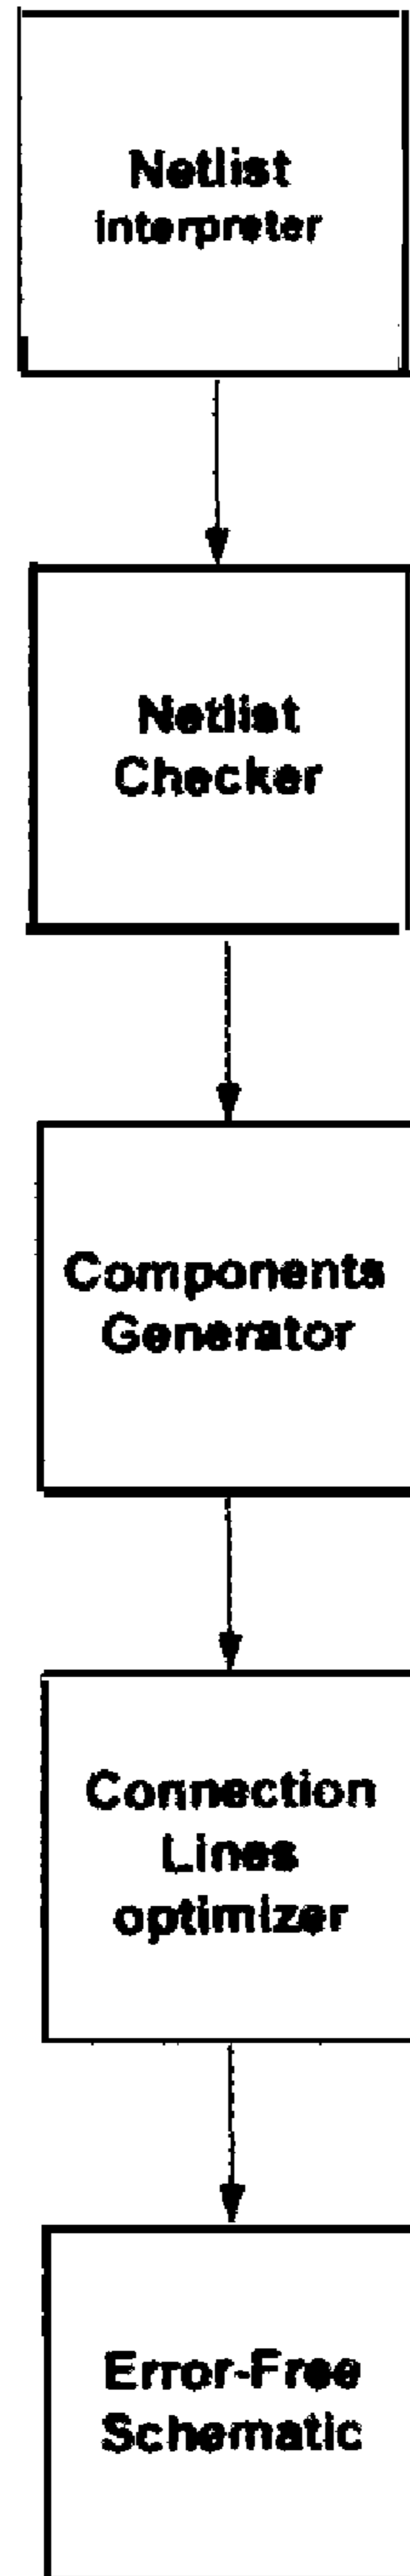 Netlist
interpreter
Netlist
Checker
Components
Generator
Connection
Lines
optimizer
Error-Free
Schematic